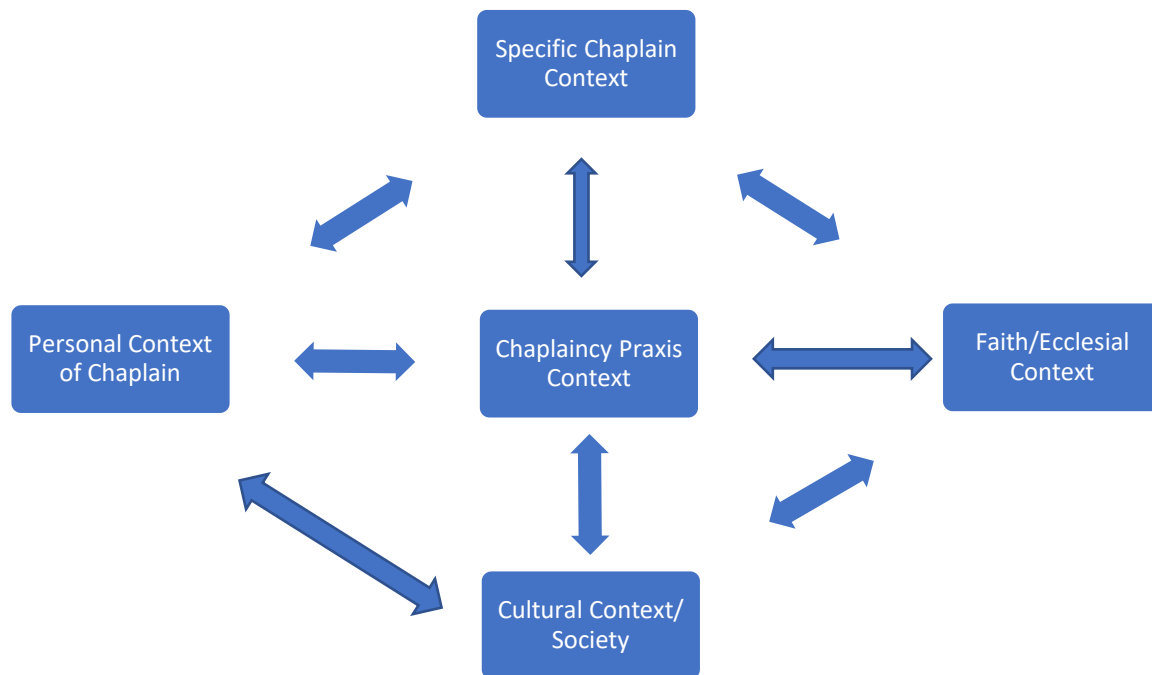 Specific Chaplain
Context
Personal Context
of Chaplain
Chaplaincy Praxis
Context
Faith/Ecclesial
Context
Cultural Context/
Society